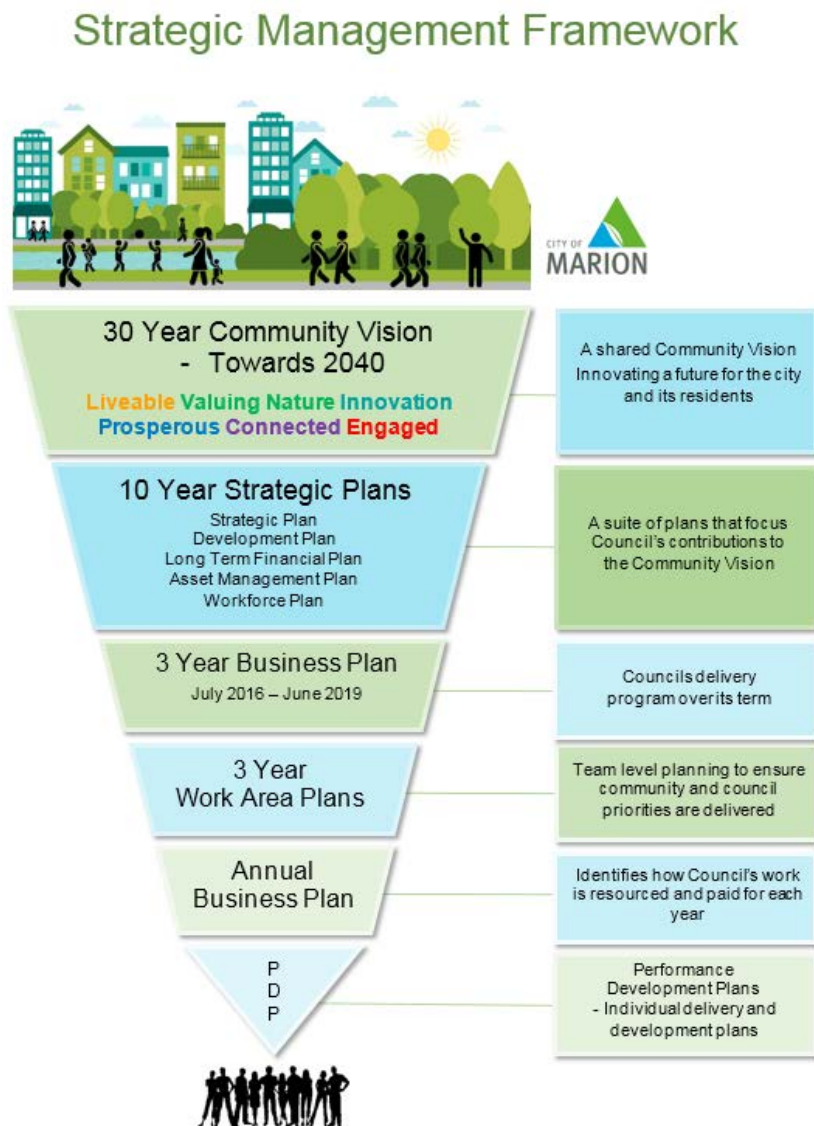 Strategic Management Framework
CITY OF
MARION
30 Year Community Vision
- Towards 2040
Liveable Valuing Nature Innovation
Prosperous Connected Engaged
A shared Community Vision
Innovating a future for the city
and its residents
10 Year Strategic Plans
Strategic Plan
Development Plan
Long Term Financial Plan
Asset Management Plan
Workforce Plan
A suite of plans that focus
Council's contributions to
the Community Vision
3 Year Business Plan
July 2016 – June 2019
Councils delivery
program over its term
3 Year
Work Area Plans
Team level planning to ensure
community and council
priorities are delivered
Annual
Business Plan
Identifies how Council's work
is resourced and paid for each
year
P
D
P
Performance
Development Plans
- Individual delivery and
development plans